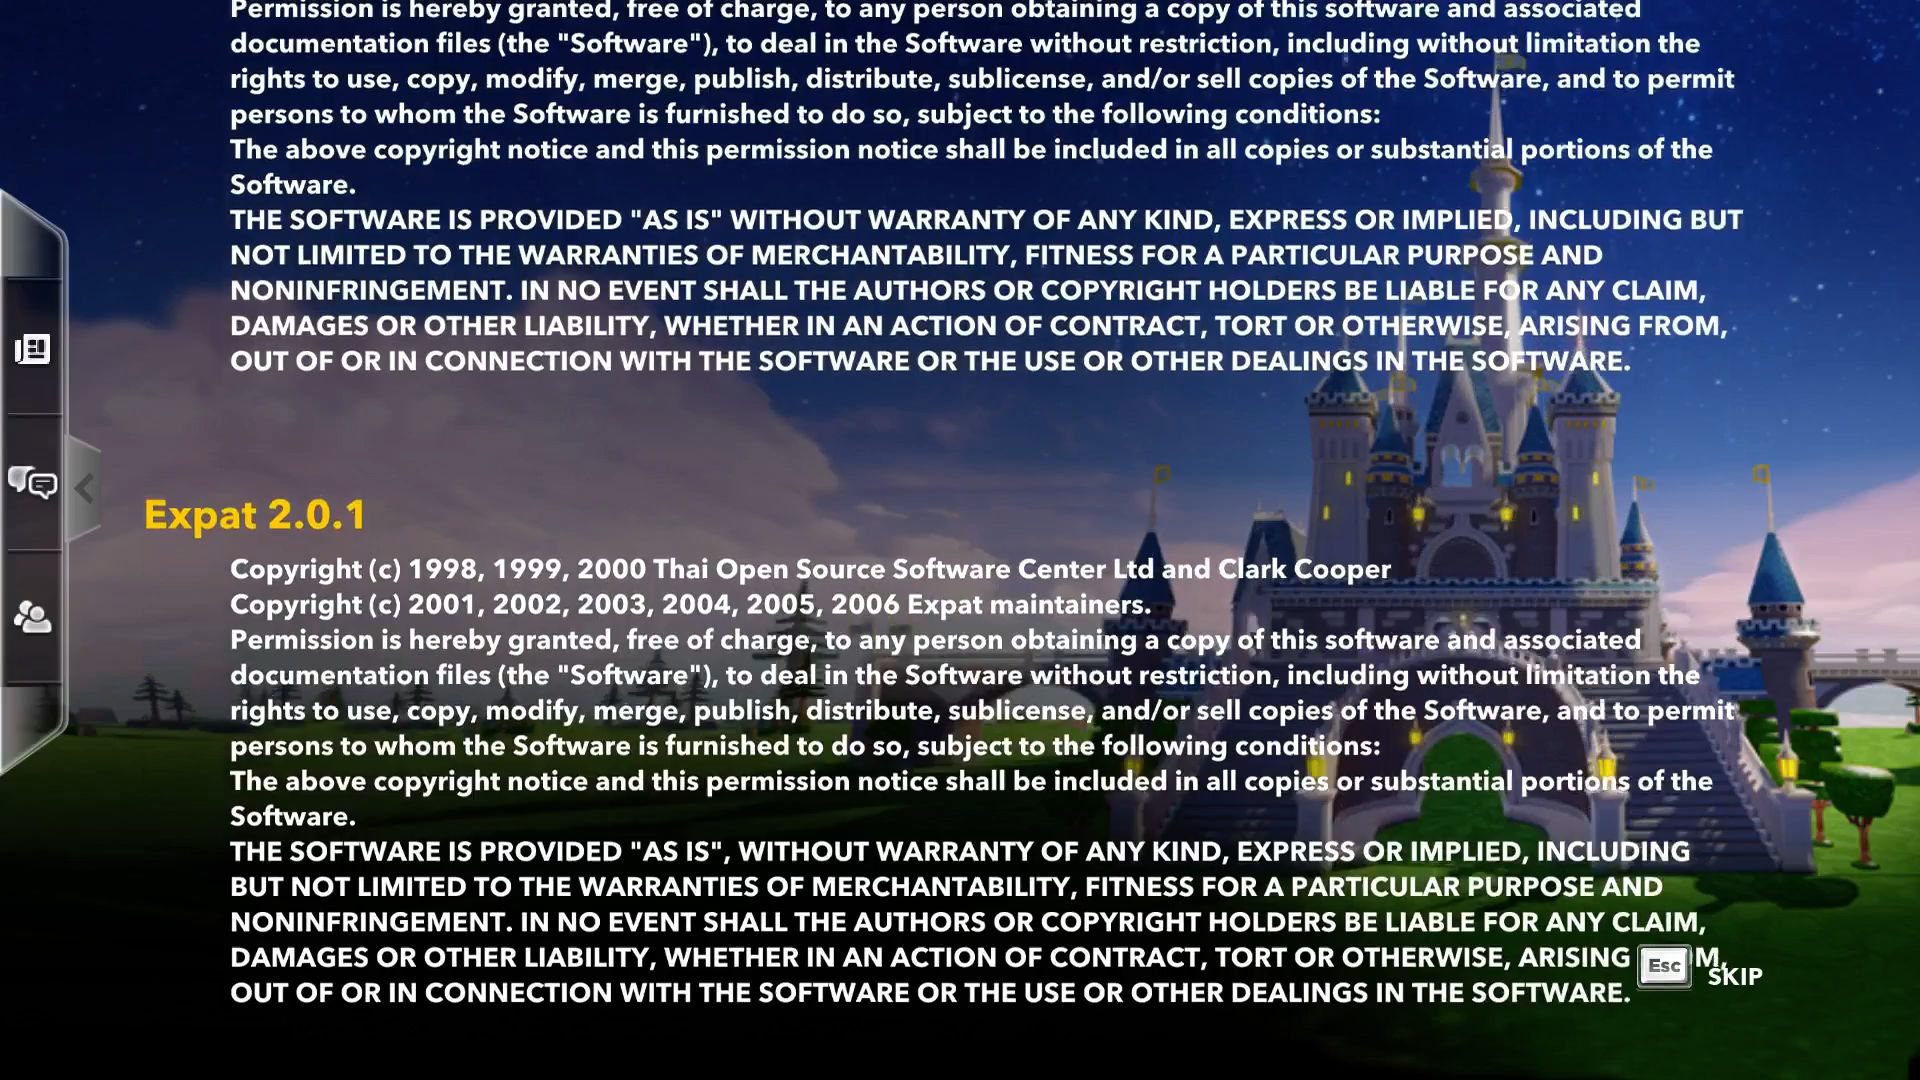 Permission is hereby granted, free of charge, to any person obtaining a copy of this software and associated
documentation files (the "Software"), to deal in the Software without restriction, including without limitation the
rights to use, copy, modify, merge, publish, distribute, sublicense, and/or sell copies of the Software, and to permit
persons to whom the Software is furnished to do so, subject to the following conditions:
The above copyright notice and this permission notice shall be included in all copies or substantial portions of the
Software.
THE SOFTWARE IS PROVIDED "AS IS" WITHOUT WARRANTY OF ANY KIND, EXPRESS OR IMPLIED, INCLUDING BUT
NOT LIMITED TO THE WARRANTIES OF MERCHANTABILITY, FITNESS FOR A PARTICULAR PURPOSE AND
NONINFRINGEMENT. IN NO EVENT SHALL THE AUTHORS OR COPYRIGHT HOLDERS BE LIABLE FOR ANY CLAIM,
DAMAGES OR OTHER LIABILITY, WHETHER IN AN ACTION OF CONTRACT, TORT OR OTHERWISE, ARISING FROM,
OUT OF OR IN CONNECTION WITH THE SOFTWARE OR THE USE OR OTHER DEALINGS IN THE SOFTWARE.
Expat 2.0.1
Copyright (c) 1998, 1999, 2000 Thai Open Source Software Center Ltd and Clark Cooper
Copyright (c) 2001, 2002, 2003, 2004, 2005, 2006 Expat maintainers.
Permission is hereby granted, free of charge, to any person obtaining a copy of this software and associated
documentation files (the "Software"), to deal in the Software without restriction, including without limitation the
rights to use, copy, modify, merge, publish, distribute, sublicense, and/or sell copies of the Software, and to permit
persons to whom the Software is furnished to do so, subject to the following conditions:
The above copyright notice and this permission notice shall be included in all copies or substantial portions of the
Software.
THE SOFTWARE IS PROVIDED "AS IS", WITHOUT WARRANTY OF ANY KIND, EXPRESS OR IMPLIED, INCLUDING
BUT NOT LIMITED TO THE WARRANTIES OF MERCHANTABILITY, FITNESS FOR A PARTICULAR PURPOSE AND
NONINFRINGEMENT. IN NO EVENT SHALL THE AUTHORS OR COPYRIGHT HOLDERS BE LIABLE FOR ANY CLAIM,
DAMAGES OR OTHER LIABILITY, WHETHER IN AN ACTION OF CONTRACT, TORT OR OTHERWISE, ARISING
OUT OF OR IN CONNECTION WITH THE SOFTWARE OR THE USE OR OTHER DEALINGS IN THE SOFTWARE.
Esc SKIP